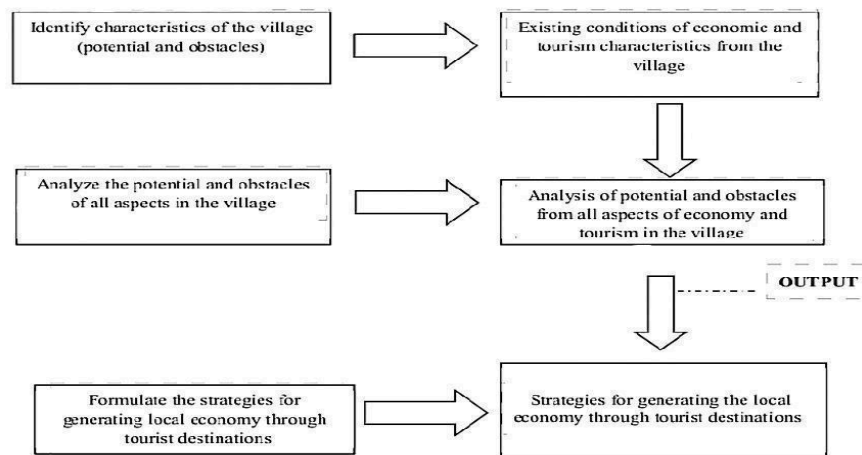 Identify characteristics of the village
(potential and obstacles)
Existing conditions of economic and
tourism characteristics from the
village
Analyze the potential and obstacles
of all aspects in the village
Analysis of potential and obstacles
from all aspects of economy and
tourism in the village
OUTPUT
Formulate the strategies for
generating local economy through
tourist destinations
Strategies for generating the local
economy through tourist destinations